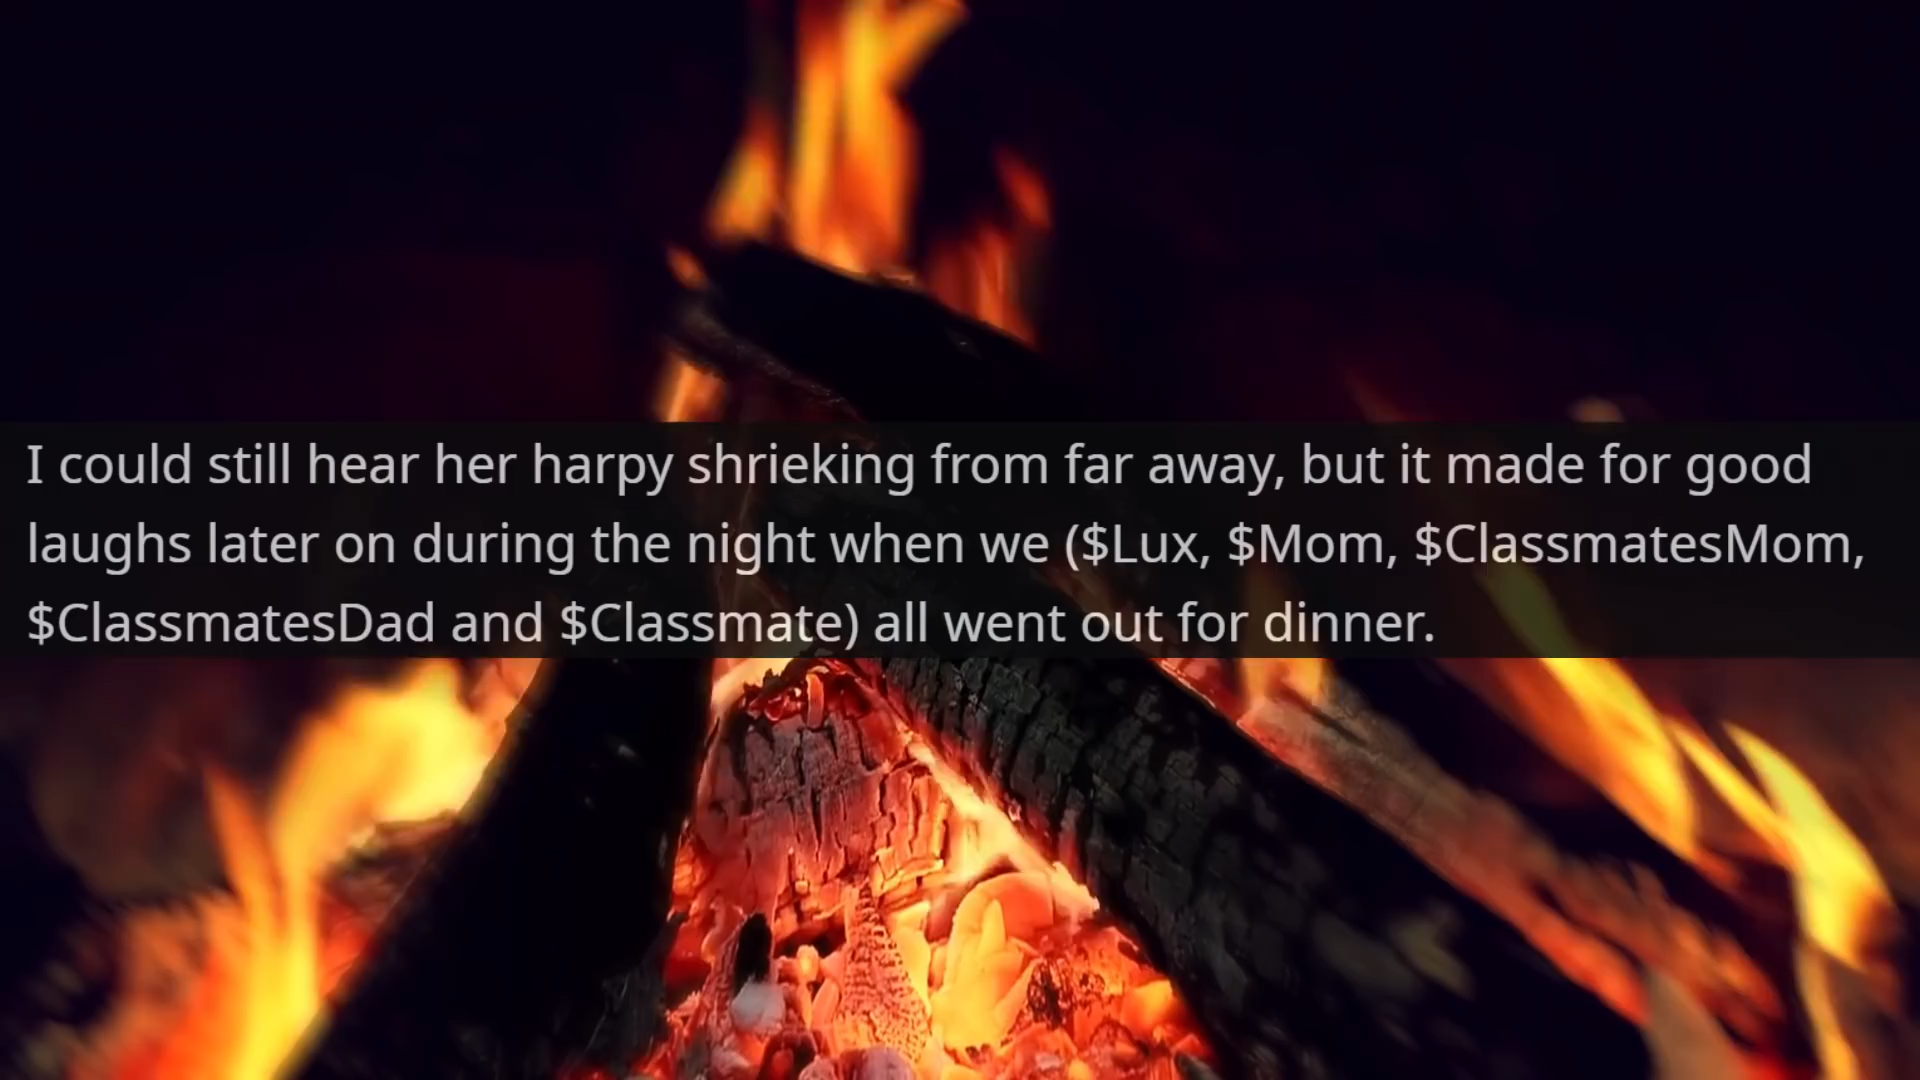 I could still hear her harpy shrieking from far away, but it made for good
laughs later on during the night when we ($Lux, $Mom, $ClassmatesMom,
$ClassmatesDad and $Classmate) all went out for dinner.